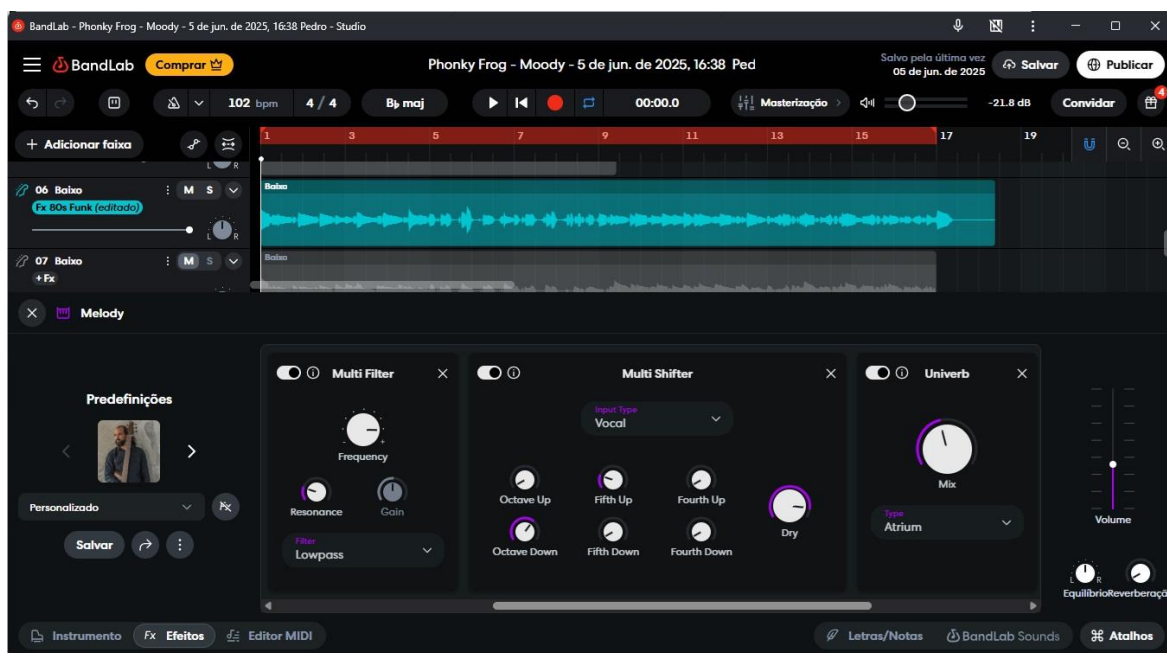 BandLab - Phonky Frog - Moody - 5 de jun. de 2025, 16:38 Pedro - Studio
BandLab Comprar Phonky Frog - Moody - 5 de jun. de 2025, 16:38 Ped Salvo pela última vez 05 de jun. de 2025 Salvar Publicar
102 bpm 4 / 4 B♭ maj 00:00.0 Masterização -21.8 dB Convidar 4
+ Adicionar faixa 1 3 5 7 9 11 13 15 17 19
L R
06 Baixo M S Baixo
Fx 80s Funk (editado)
L R
07 Baixo M S Baixo
+Fx
Melody
Multi Filter Multi Shifter Univerb
Predefinições
Input Type
Vocal
Frequency
Mix
Octave Up Fifth Up Fourth Up
Resonance Gain
Dry
Personalizado Fx
Type
Atrium
Volume
Filter
Lowpass
Octave Down Fifth Down Fourth Down
Salvar
L R
Equilíbrio Reverberaçã
Instrumento Fx Efeitos Editor MIDI Letras/Notas BandLab Sounds ⌘ Atalhos